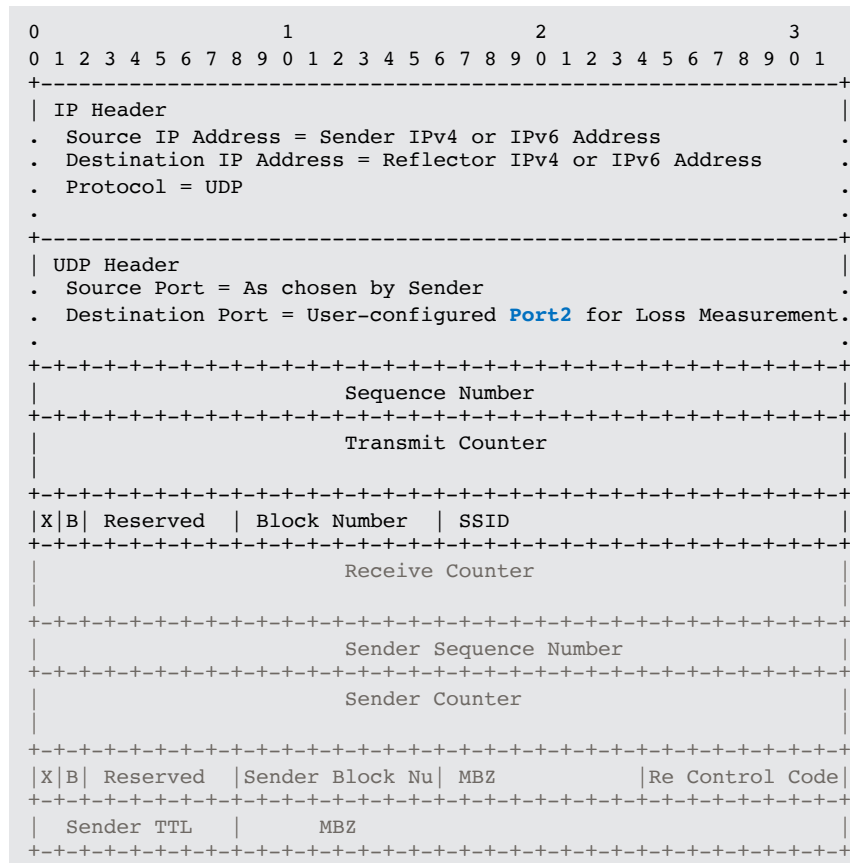 0                   1                   2                   3
0 1 2 3 4 5 6 7 8 9 0 1 2 3 4 5 6 7 8 9 0 1 2 3 4 5 6 7 8 9 0 1
+---------------------------------------------------------------+
| IP Header                                                     |
.  Source IP Address = Sender IPv4 or IPv6 Address              .
.  Destination IP Address = Reflector IPv4 or IPv6 Address      .
.  Protocol = UDP                                               .
.                                                               .
+---------------------------------------------------------------+
| UDP Header                                                    |
.  Source Port = As chosen by Sender                            .
.  Destination Port = User-configured Port2 for Loss Measurement.
.                                                               .
+-+-+-+-+-+-+-+-+-+-+-+-+-+-+-+-+-+-+-+-+-+-+-+-+-+-+-+-+-+-+-+-+
|                        Sequence Number                        |
+-+-+-+-+-+-+-+-+-+-+-+-+-+-+-+-+-+-+-+-+-+-+-+-+-+-+-+-+-+-+-+-+
|                        Transmit Counter                       |
|                                                               |
+-+-+-+-+-+-+-+-+-+-+-+-+-+-+-+-+-+-+-+-+-+-+-+-+-+-+-+-+-+-+-+-+
|X|B| Reserved  | Block Number  | SSID                          |
+-+-+-+-+-+-+-+-+-+-+-+-+-+-+-+-+-+-+-+-+-+-+-+-+-+-+-+-+-+-+-+-+
|                        Receive Counter                        |
|                                                               |
+-+-+-+-+-+-+-+-+-+-+-+-+-+-+-+-+-+-+-+-+-+-+-+-+-+-+-+-+-+-+-+-+
|                        Sender Sequence Number                 |
+-+-+-+-+-+-+-+-+-+-+-+-+-+-+-+-+-+-+-+-+-+-+-+-+-+-+-+-+-+-+-+-+
|                        Sender Counter                         |
|                                                               |
+-+-+-+-+-+-+-+-+-+-+-+-+-+-+-+-+-+-+-+-+-+-+-+-+-+-+-+-+-+-+-+-+
|X|B| Reserved  |Sender Block Nu| MBZ           |Re Control Code|
+-+-+-+-+-+-+-+-+-+-+-+-+-+-+-+-+-+-+-+-+-+-+-+-+-+-+-+-+-+-+-+-+
|  Sender TTL   |      MBZ                                      |
+-+-+-+-+-+-+-+-+-+-+-+-+-+-+-+-+-+-+-+-+-+-+-+-+-+-+-+-+-+-+-+-+